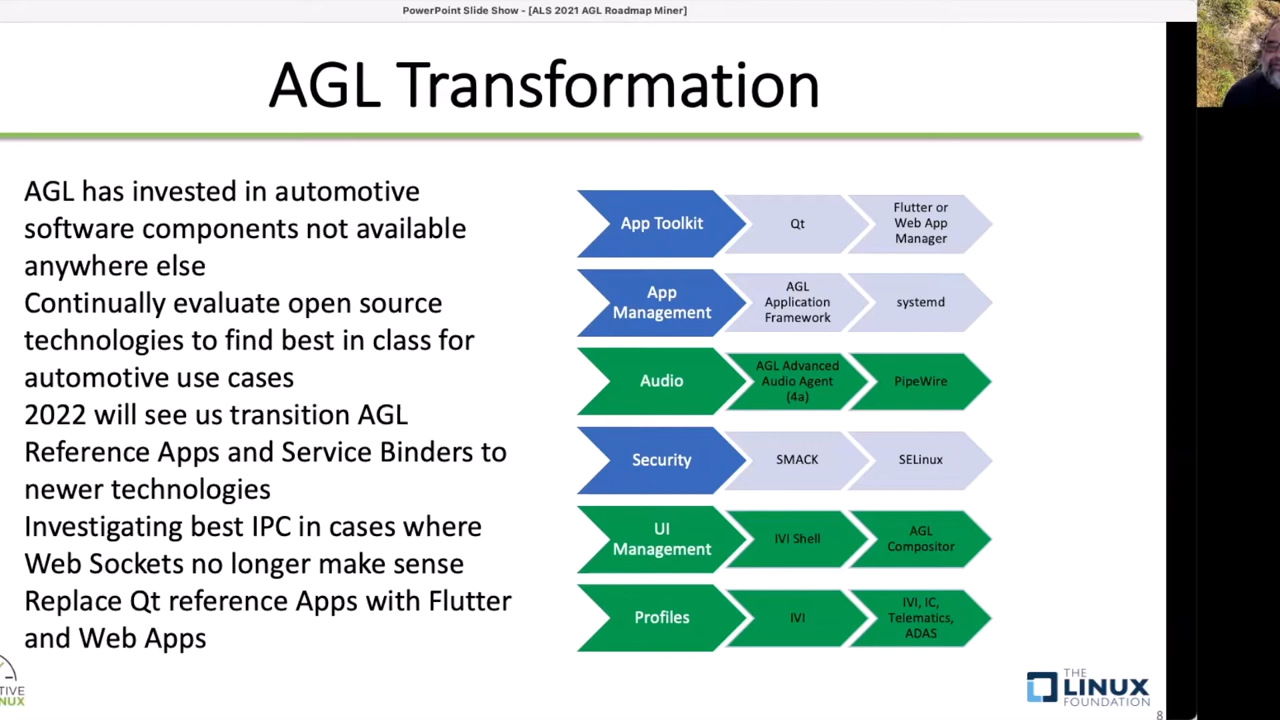 PowerPoint Slide Show - [ALS 2021 AGL Roadmap Miner]
AGL Transformation
AGL has invested in automotive
software components not available
anywhere else
Continually evaluate open source
technologies to find best in class for
automotive use cases
2022 will see us transition AGL
Reference Apps and Service Binders to
newer technologies
Investigating best IPC in cases where
Web Sockets no longer make sense
Replace Qt reference Apps with Flutter
and Web Apps
App Toolkit
Qt
Flutter or
Web App
Manager
App
Management
AGL
Application
Framework
systemd
Audio
AGL Advanced
Audio Agent
(4a)
PipeWire
Security
SMACK
SELinux
UI
Management
IVI Shell
AGL
Compositor
Profiles
IVI
IVI, IC,
Telematics,
ADAS
TIVE
NUX
THE
LINUX
FOUNDATION
8